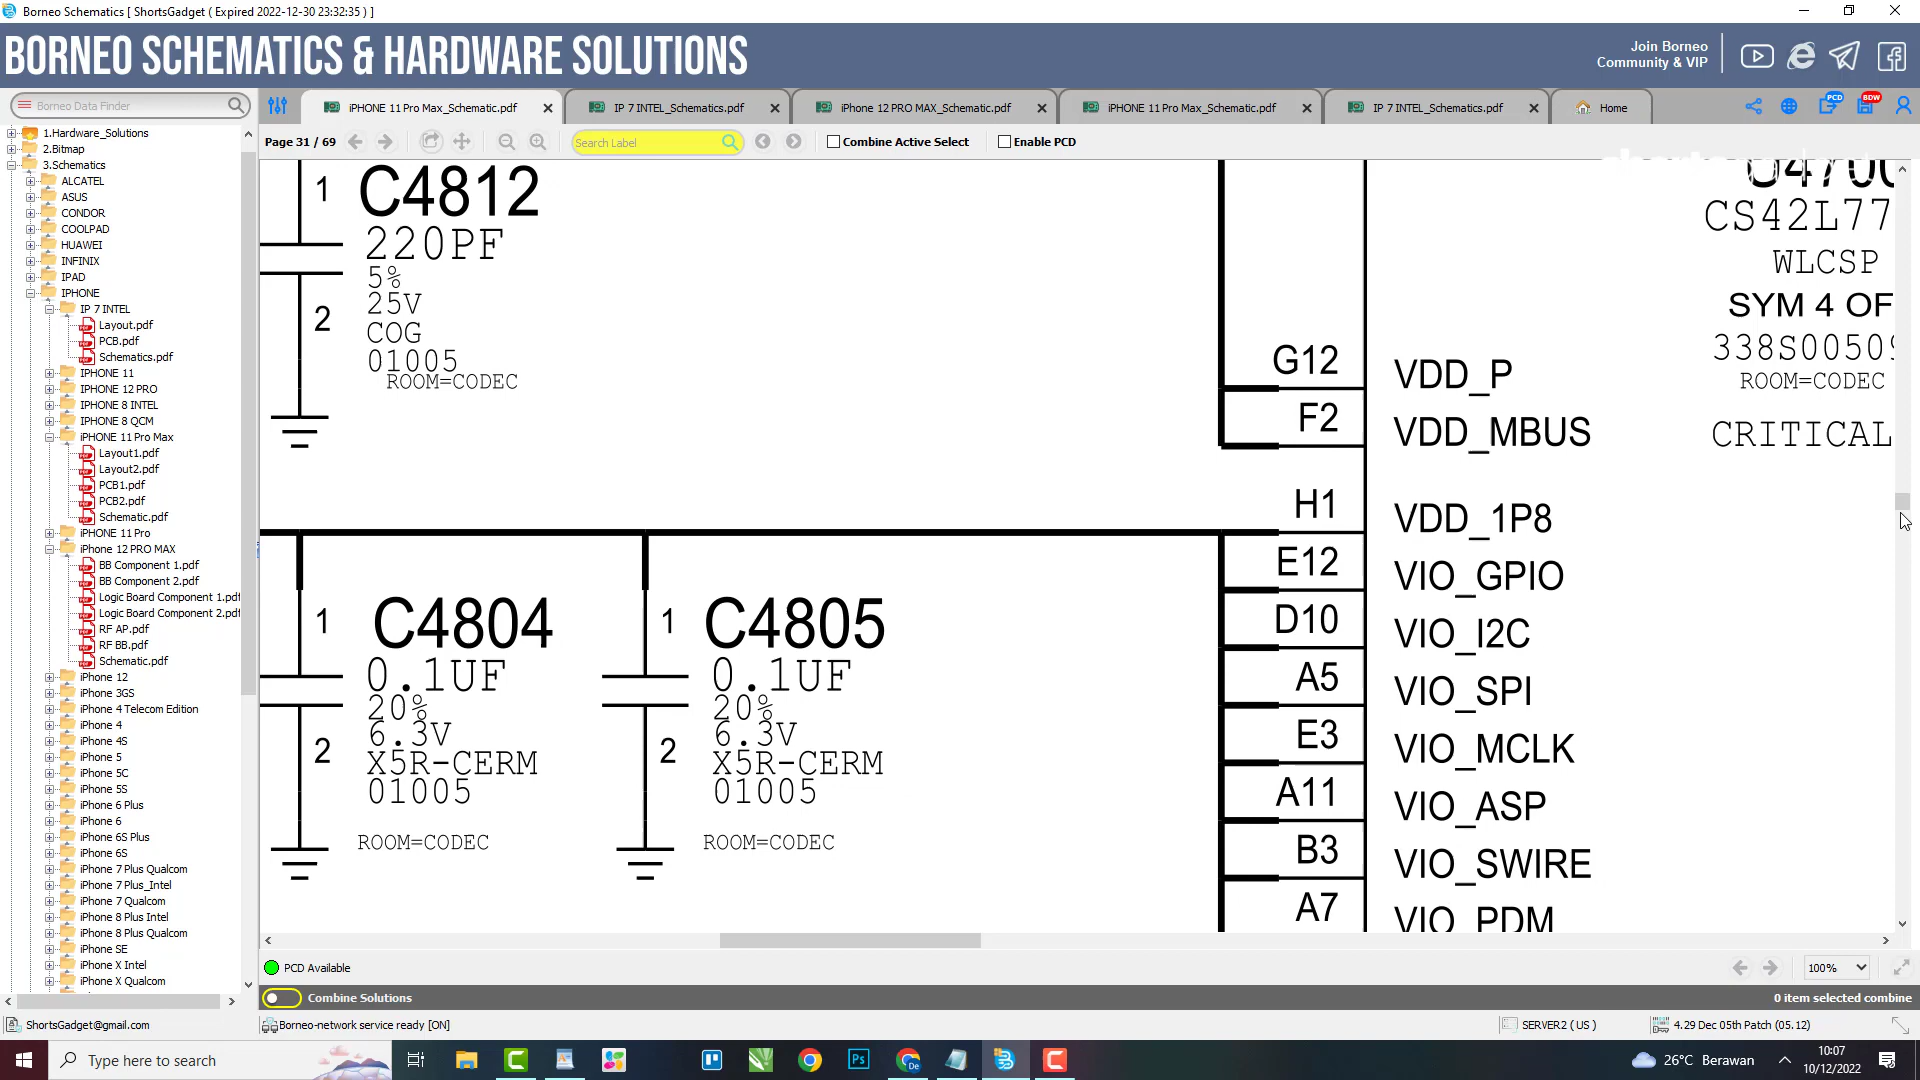 Borneo Schematics [ ShortsGadget ( Expired 2022-12-30 23:32:35 ) ]
BORNEO SCHEMATICS & HARDWARE SOLUTIONS
Join Borneo
Community & VIP
Borneo Data Finder
iPHONE 11 Pro Max_Schematic.pdf
IP 7 INTEL_Schematics.pdf
iPhone 12 PRO MAX_Schematic.pdf
iPHONE 11 Pro Max_Schematic.pdf
IP 7 INTEL_Schematics.pdf
Home
PCD
BDW
Page 31 / 69
Search Label
Combine Active Select
Enable PCD
1.Hardware_Solutions
2.Bitmap
3.Schematics
ALCATEL
ASUS
CONDOR
COOLPAD
HUAWEI
INFINIX
IPAD
IPHONE
IP 7 INTEL
Layout.pdf
PCB.pdf
Schematics.pdf
IPHONE 11
IPHONE 12 PRO
IPHONE 8 INTEL
IPHONE 8 QCM
iPHONE 11 Pro Max
Layout1.pdf
Layout2.pdf
PCB1.pdf
PCB2.pdf
Schematic.pdf
iPHONE 11 Pro
iPhone 12 PRO MAX
BB Component 1.pdf
BB Component 2.pdf
Logic Board Component 1.pdf
Logic Board Component 2.pdf
RF AP.pdf
RF BB.pdf
Schematic.pdf
iPhone 12
iPhone 3GS
iPhone 4 Telecom Edition
iPhone 4
iPhone 4S
iPhone 5
iPhone 5C
iPhone 5S
iPhone 6 Plus
iPhone 6
iPhone 6S Plus
iPhone 6S
iPhone 7 Plus Qualcom
iPhone 7 Plus_Intel
iPhone 7 Qualcom
iPhone 8 Plus Intel
iPhone 8 Plus Qualcom
iPhone SE
iPhone X Intel
iPhone X Qualcom
1
C4812
220PF
5%
25V
2
COG
01005
ROOM=CODEC
CS42L77
WLCSP
SYM 4 OF
338S00509
ROOM=CODEC
CRITICAL
G12
VDD_P
F2
VDD_MBUS
H1
VDD_1P8
E12
VIO_GPIO
D10
VIO_I2C
A5
VIO_SPI
E3
VIO_MCLK
A11
VIO_ASP
B3
VIO_SWIRE
A7
VIO_PDM
1
C4804
0.1UF
20%
6.3V
2
X5R-CERM
01005
ROOM=CODEC
1
C4805
0.1UF
20%
6.3V
2
X5R-CERM
01005
ROOM=CODEC
PCD Available
100%
Combine Solutions
0 item selected combine
ShortsGadget@gmail.com
Borneo-network service ready [ON]
SERVER2 ( US )
4.29 Dec 05th Patch (05.12)
Type here to search
Ps
De
26°C Berawan
10:07
10/12/2022